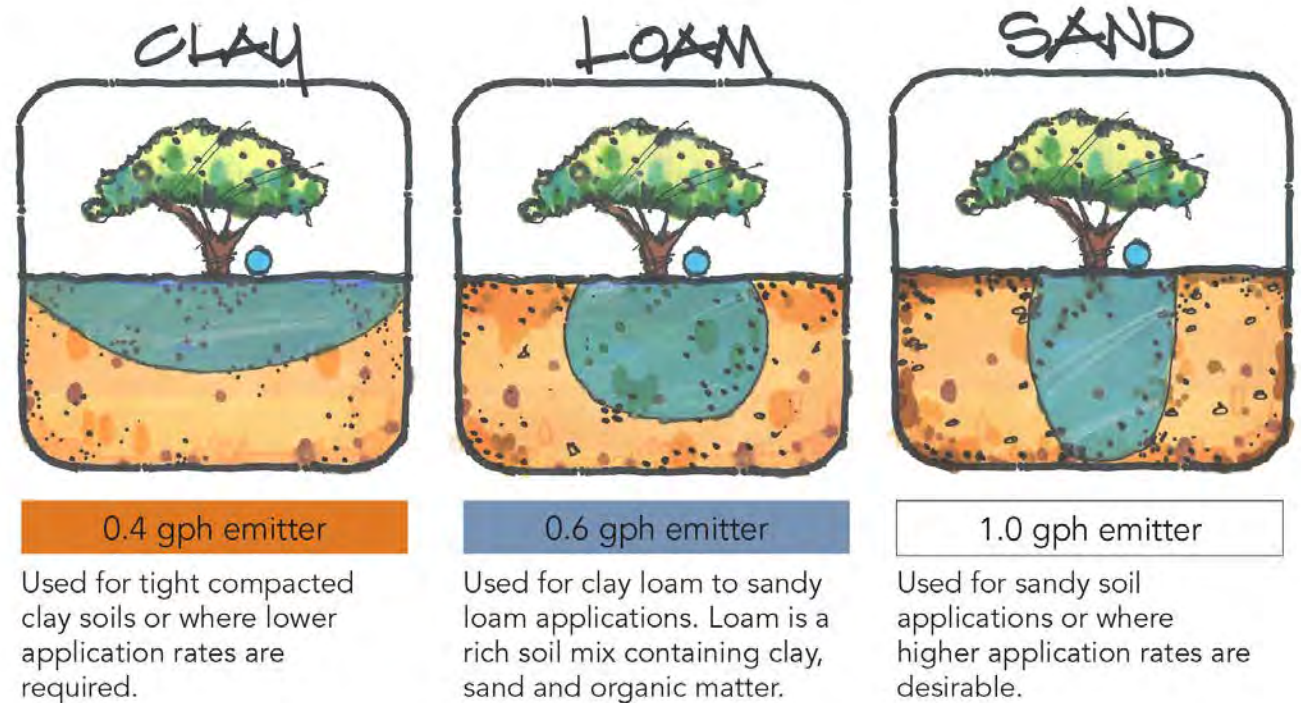 CLAY
LOAM
SAND
0.4 gph emitter
Used for tight compacted
clay soils or where lower
application rates are
required.
0.6 gph emitter
Used for clay loam to sandy
loam applications. Loam is a
rich soil mix containing clay,
sand and organic matter.
1.0 gph emitter
Used for sandy soil
applications or where
higher application rates are
desirable.